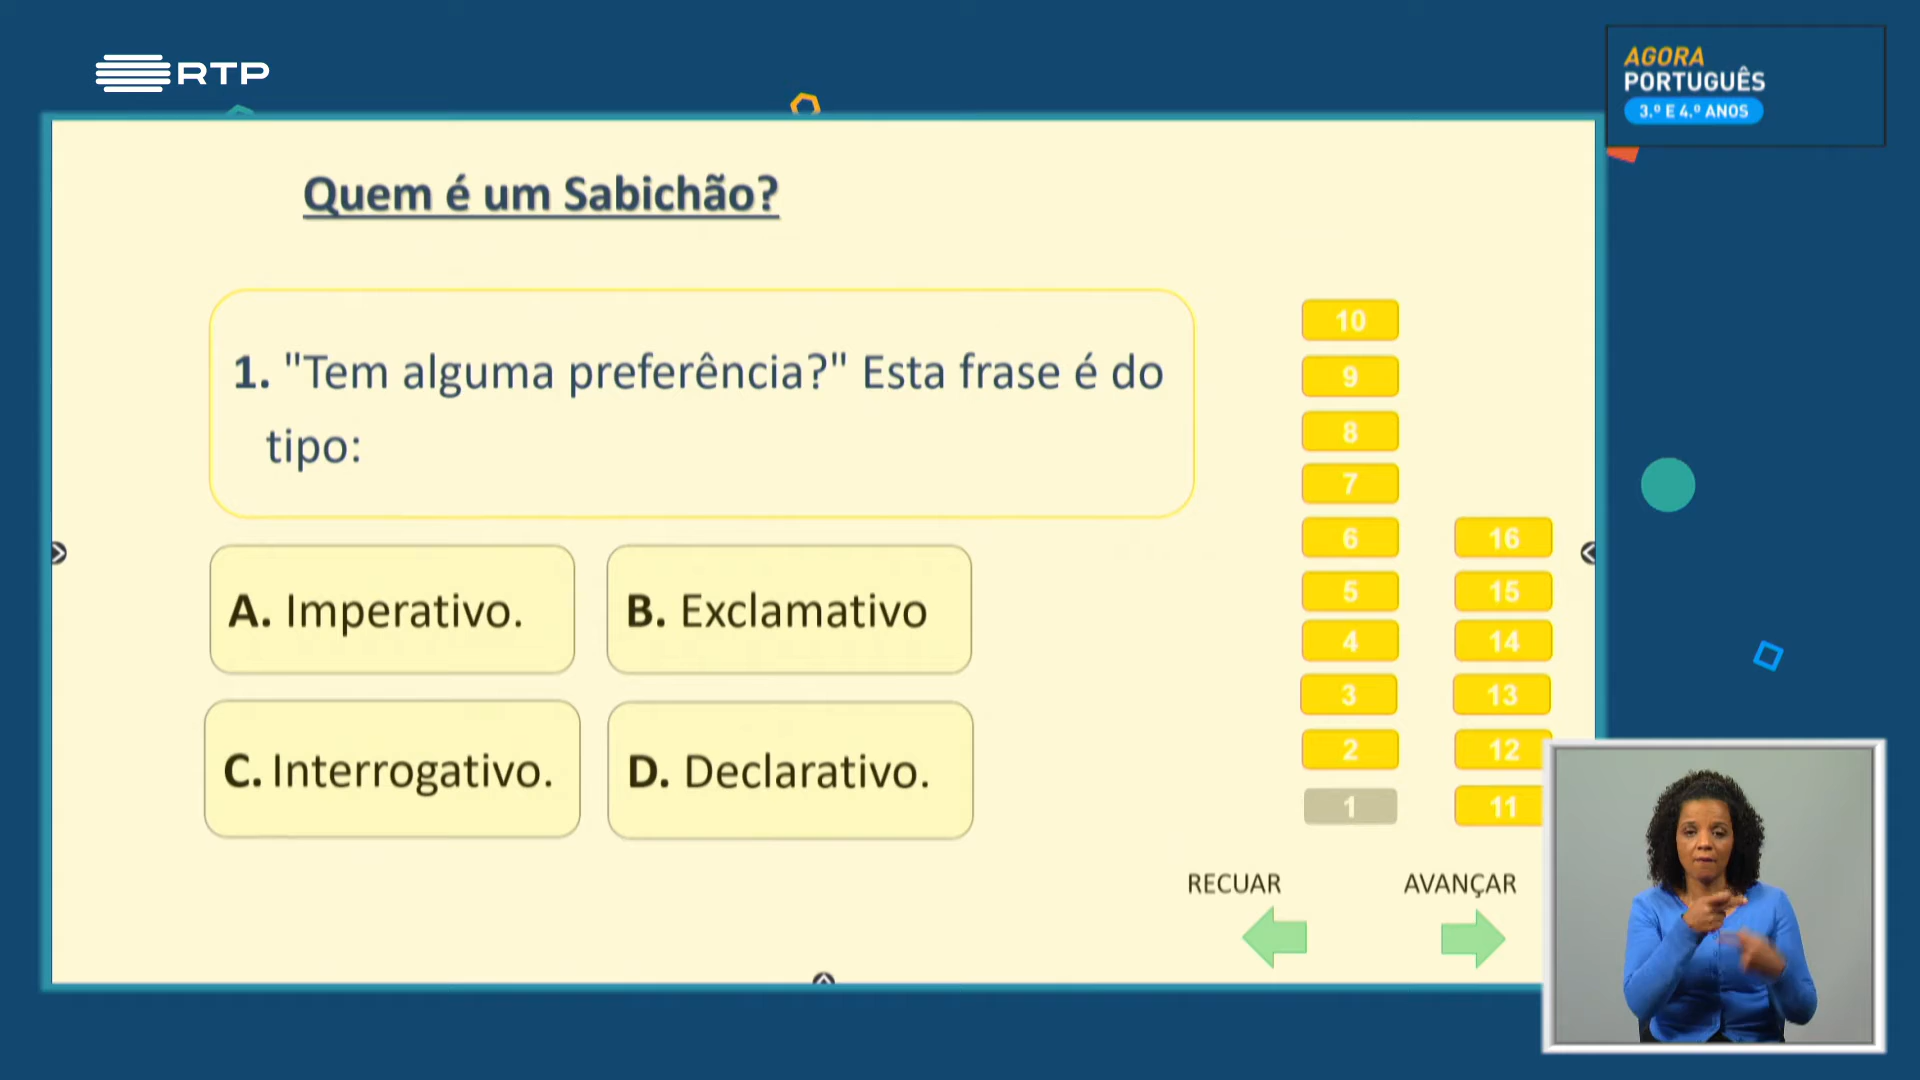 RTP
AGORA
PORTUGUÊS
3.º E 4.º ANOS
Quem é um Sabichão?
1. "Tem alguma preferência?" Esta frase é do
tipo:
A. Imperativo.
B. Exclamativo
C. Interrogativo.
D. Declarativo.
10
9
8
7
6
5
4
3
2
1
16
15
14
13
12
11
RECUAR
AVANÇAR